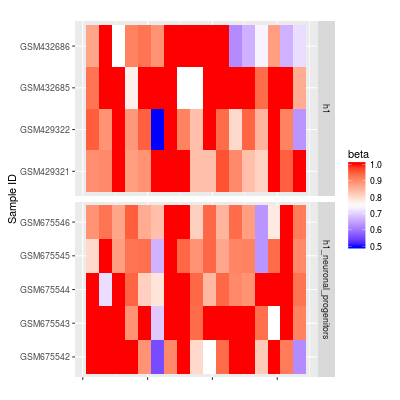 GSM432686
GSM432685
GSM429322
GSM429321
h1
GSM675546
GSM675545
GSM675544
GSM675543
GSM675542
h1_neuronal_progenitors
Sample ID
beta
1.0
0.9
0.8
0.7
0.6
0.5